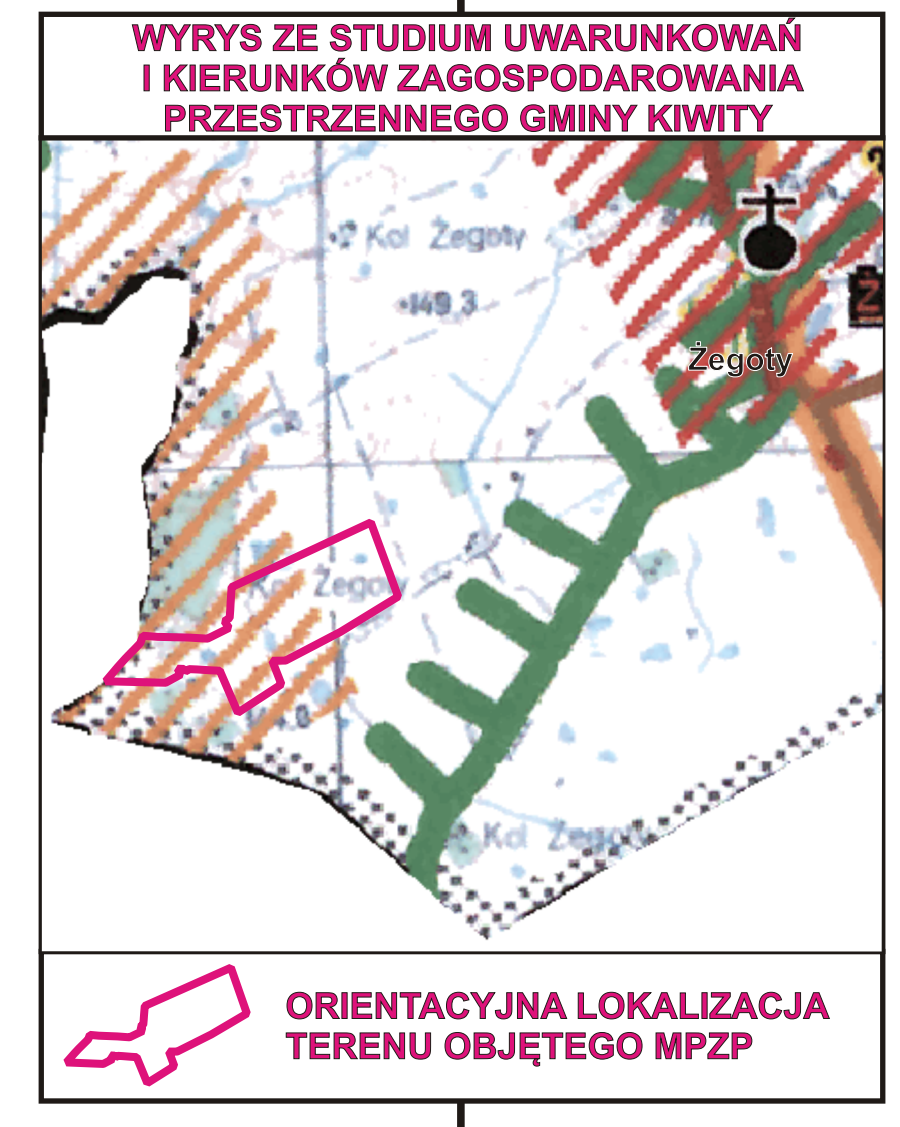 WYRYS ZE STUDIUM UWARUNKOWAŃ
I KIERUNKÓW ZAGOSPODAROWANIA
PRZESTRZENNEGO GMINY KIWITY
Kol Żegoty
149,3
Ż
Żegoty
Kol Żegoty
Kol Żegoty
ORIENTACYJNA LOKALIZACJA
TERENU OBJĘTEGO MPZP